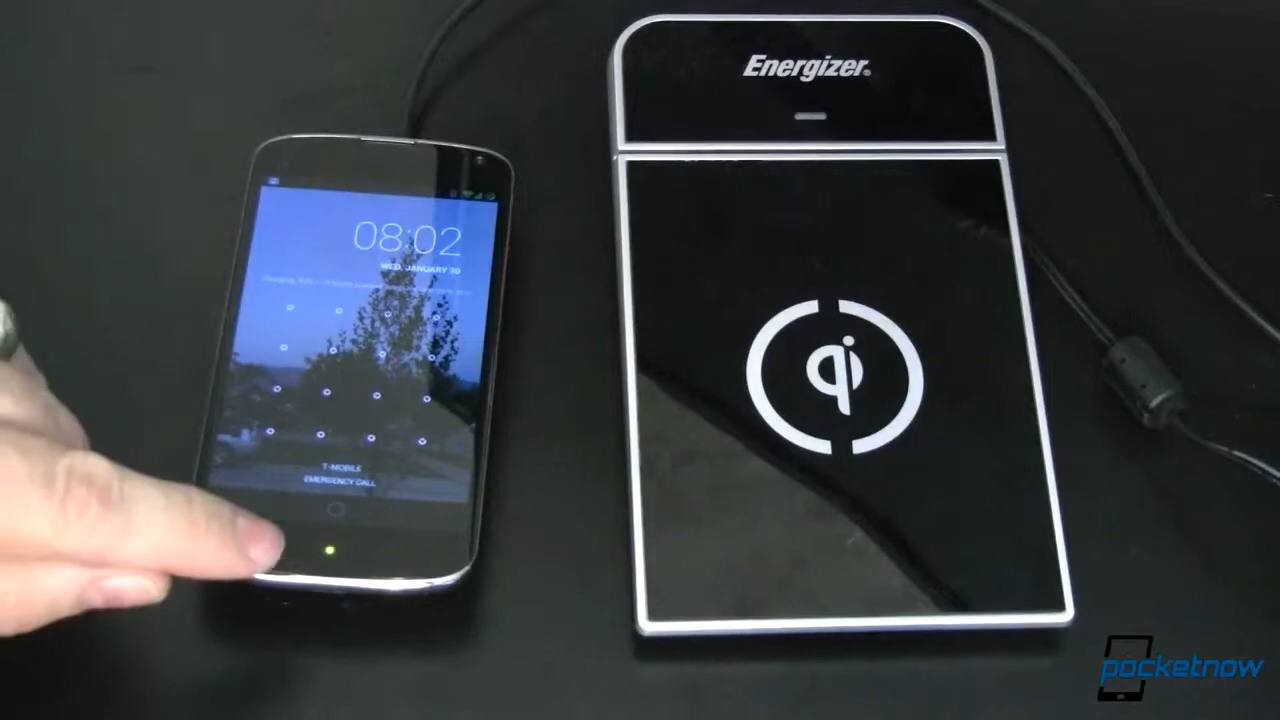 Energizer®
08:02
WED, JANUARY 30
T-MOBILE
EMERGENCY CALL
qi
pocketnow